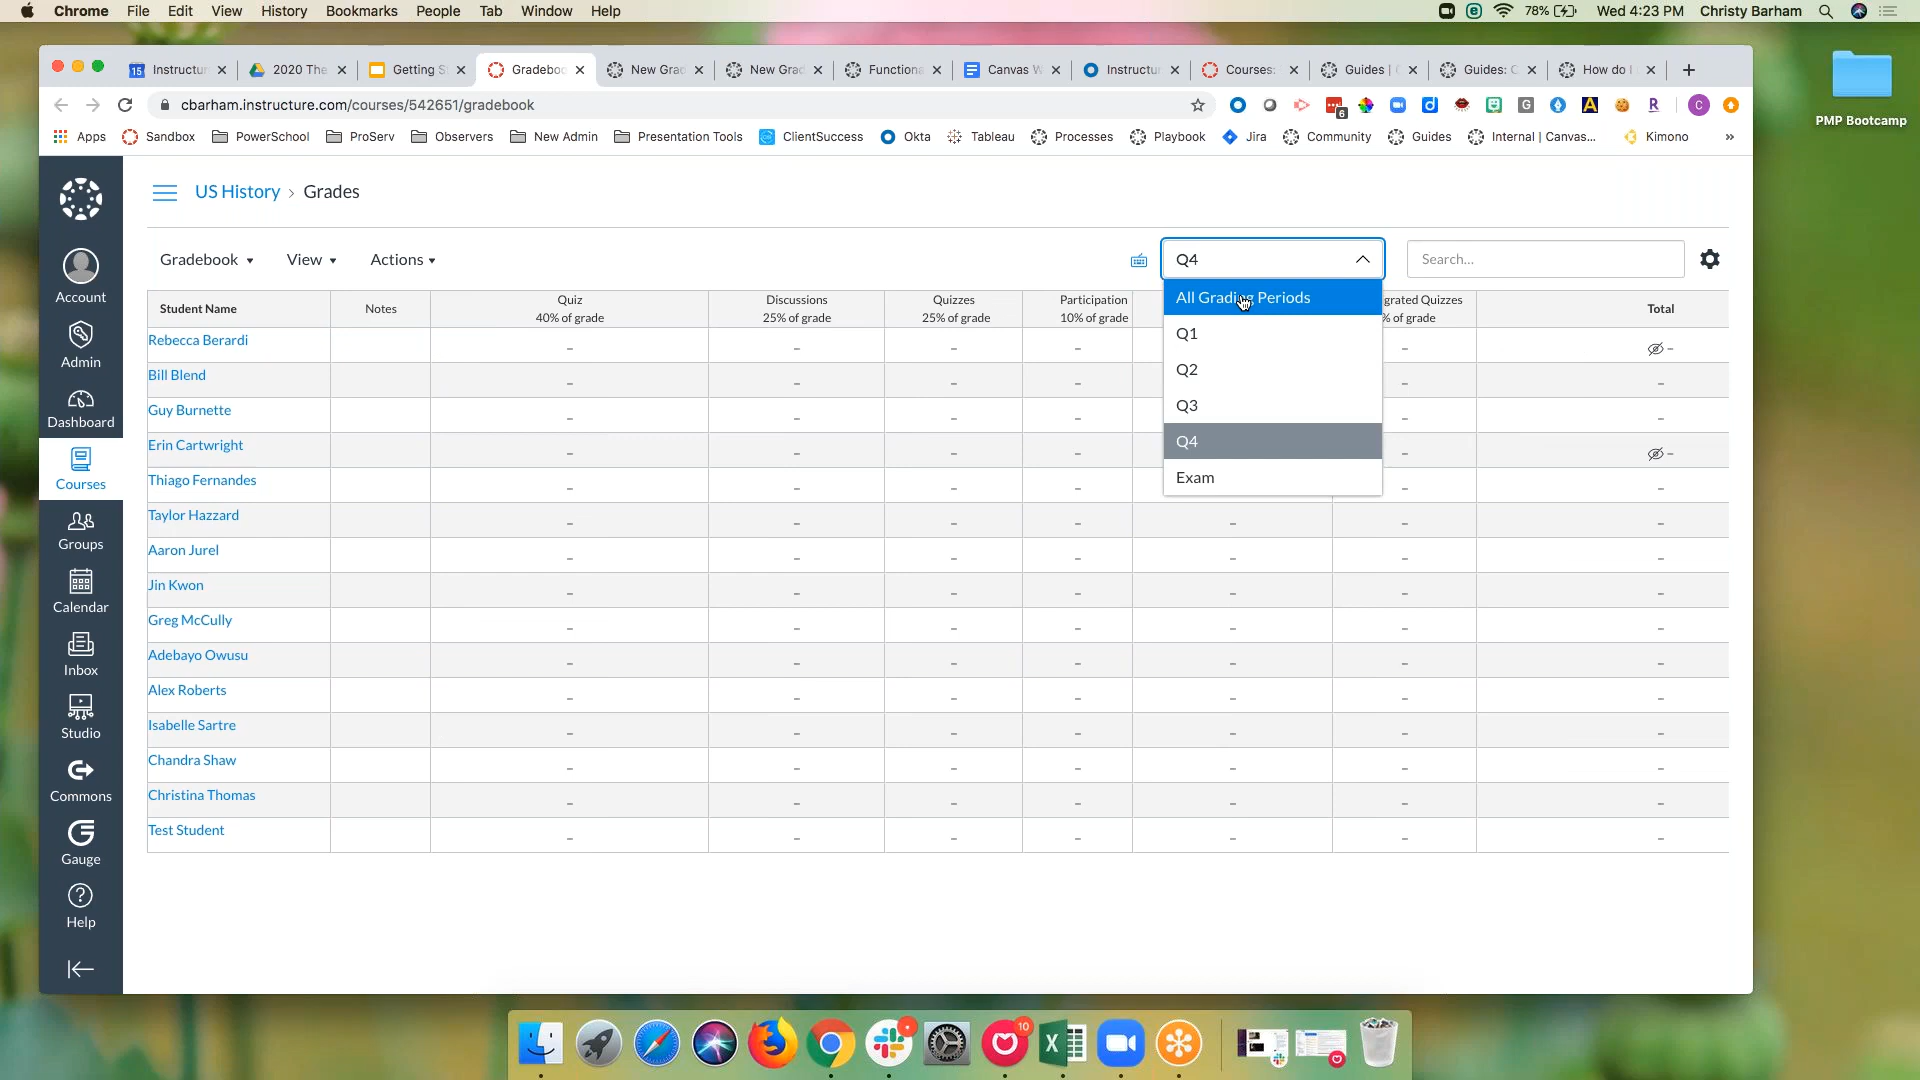 Chrome File Edit View History Bookmarks People Tab Window Help 78% Wed 4:23 PM Christy Barham
15 Instructur 2020 The Getting S Gradeboo New Grad New Grad Functiona Canvas W Instructur Courses: Guides | Guides: C How do I
cbarham.instructure.com/courses/542651/gradebook
6
Apps Sandbox PowerSchool ProServ Observers New Admin Presentation Tools ClientSuccess Okta Tableau Processes Playbook Jira Community Guides Internal | Canvas... Kimono »
PMP Bootcamp
US History › Grades
Account
Admin
Dashboard
Courses
Groups
Calendar
Inbox
Studio
Commons
Gauge
Help
Gradebook View Actions Q4 Search...
All Grading Periods
Q1
Q2
Q3
Q4
Exam
Student Name Notes
Quiz
40% of grade
Discussions
25% of grade
Quizzes
25% of grade
Participation
10% of grade
grated Quizzes
% of grade
Total
Rebecca Berardi – – – – – –
Bill Blend – – – – – –
Guy Burnette – – – – – –
Erin Cartwright – – – – – –
Thiago Fernandes – – – – – –
Taylor Hazzard – – – – – – –
Aaron Jurel – – – – – – –
Jin Kwon – – – – – – –
Greg McCully – – – – – – –
Adebayo Owusu – – – – – – –
Alex Roberts – – – – – – –
Isabelle Sartre – – – – – – –
Chandra Shaw – – – – – – –
Christina Thomas – – – – – – –
Test Student – – – – – – –
10